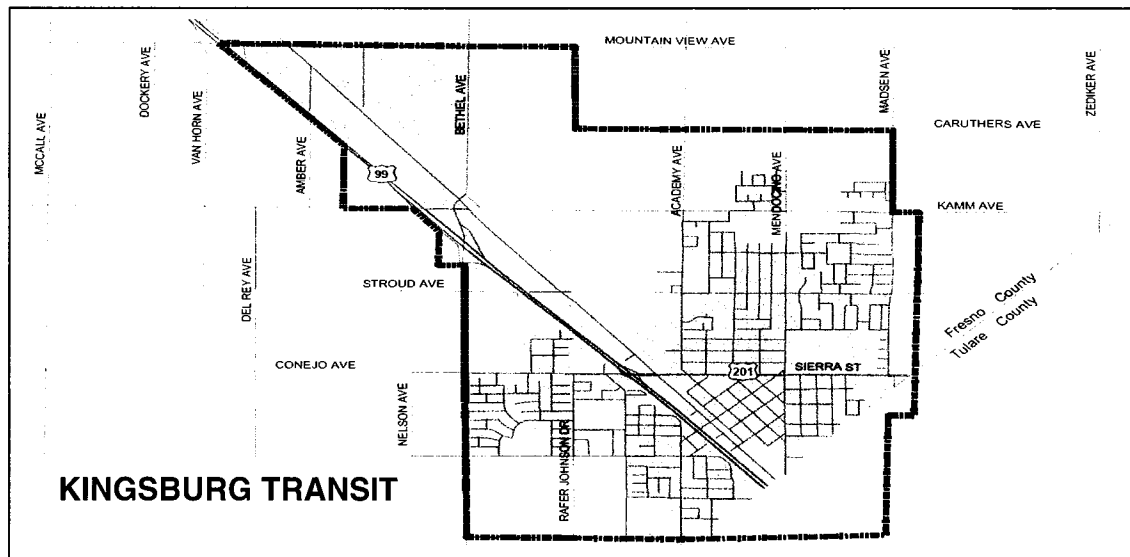 MOUNTAIN VIEW AVE
DOCKERY AVE
MCCALL AVE
VAN HORN AVE
AMBER AVE
BETHEL AVE
MADSEN AVE
ZEDIKER AVE
CARUTHERS AVE
99
ACADEMY AVE
MENDOCINO AVE
KAMM AVE
DEL REY AVE
STROUD AVE
Fresno County
Tulare County
CONEJO AVE
201
SIERRA ST
NELSON AVE
RAFER JOHNSON DR
KINGSBURG TRANSIT